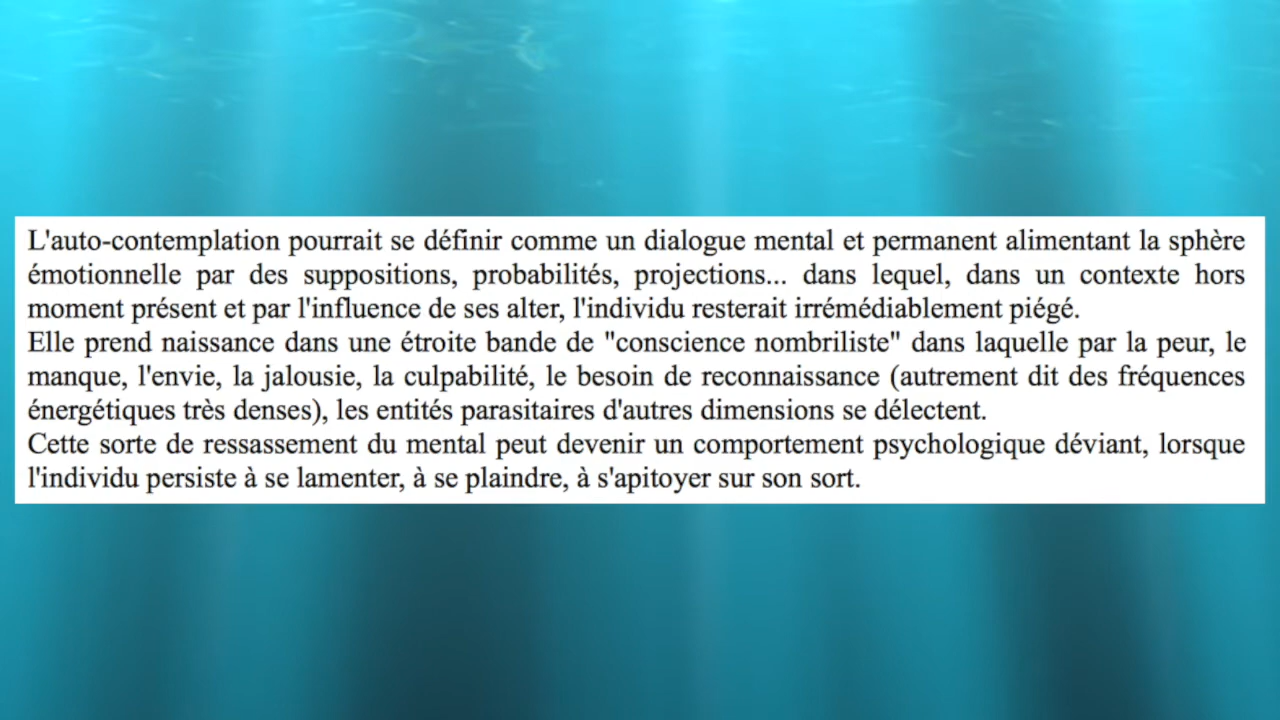 L'auto-contemplation pourrait se définir comme un dialogue mental et permanent alimentant la sphère
émotionnelle par des suppositions, probabilités, projections... dans lequel, dans un contexte hors
moment présent et par l'influence de ses alter, l'individu resterait irrémédiablement piégé.
Elle prend naissance dans une étroite bande de "conscience nombriliste" dans laquelle par la peur, le
manque, l'envie, la jalousie, la culpabilité, le besoin de reconnaissance (autrement dit des fréquences
énergétiques très denses), les entités parasitaires d'autres dimensions se délectent.
Cette sorte de ressassement du mental peut devenir un comportement psychologique déviant, lorsque
l'individu persiste à se lamenter, à se plaindre, à s'apitoyer sur son sort.